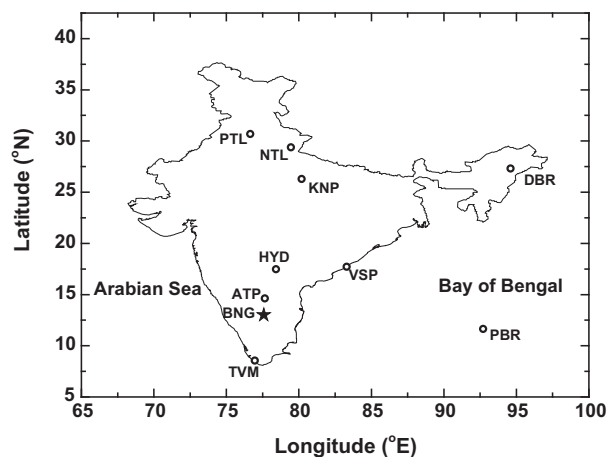 40
35
30
25
20
15
10
5
65
70
75
80
85
90
95
100
Latitude (°N)
Longitude (°E)
PTL
NTL
KNP
DBR
HYD
VSP
Arabian Sea
ATP
Bay of Bengal
BNG
PBR
TVM